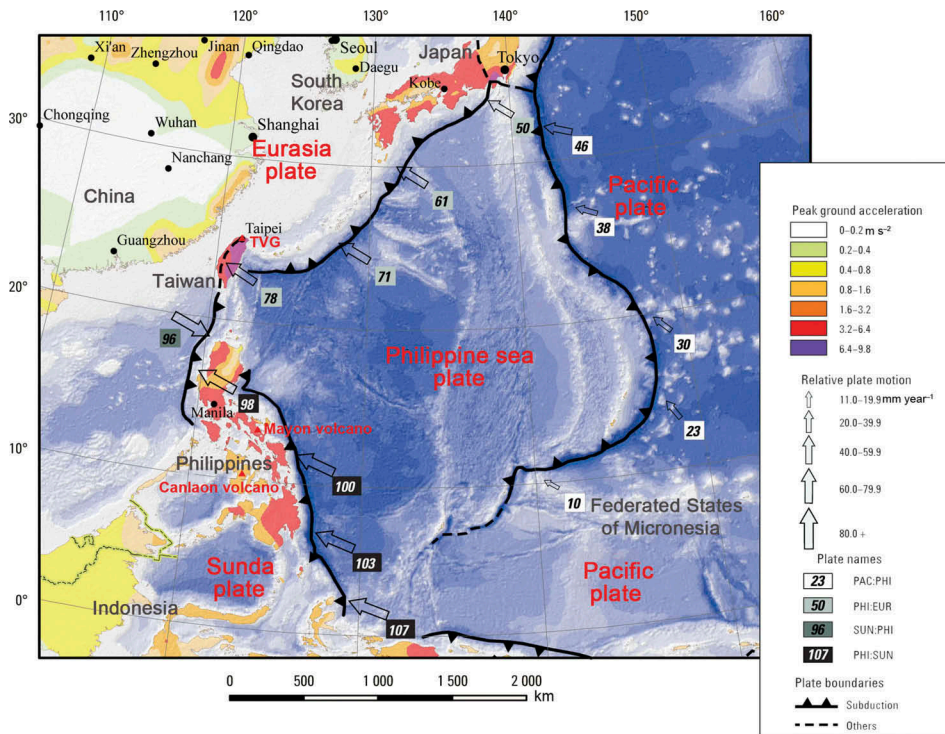 110°
120°
130°
140°
150°
160°
Xi'an
Zhengzhou
Jinan
Qingdao
Seoul
Daegu
Japan
Tokyo
South
Korea
Kobe
50
46
Chongqing
30°
Wuhan
Shanghai
Nanchang
Eurasia
plate
61
Pacific
plate
China
38
Guangzhou
Taipei
TVG
71
Taiwan
78
20°
96
30
Philippine sea
plate
98
Manila
23
Mayon volcano
10°
Philippines
Canlaon volcano
100
10
Federated States
of Micronesia
103
Sunda
plate
Pacific
plate
0°
Indonesia
107
0
500
1 000
1 500
2 000
km
Peak ground acceleration
0–0.2 m s⁻²
0.2–0.4
0.4–0.8
0.8–1.6
1.6–3.2
3.2–6.4
6.4–9.8
Relative plate motion
11.0–19.9 mm year⁻¹
20.0–39.9
40.0–59.9
60.0–79.9
80.0 +
Plate names
23 PAC:PHI
50 PHI:EUR
96 SUN:PHI
107 PHI:SUN
Plate boundaries
Subduction
Others